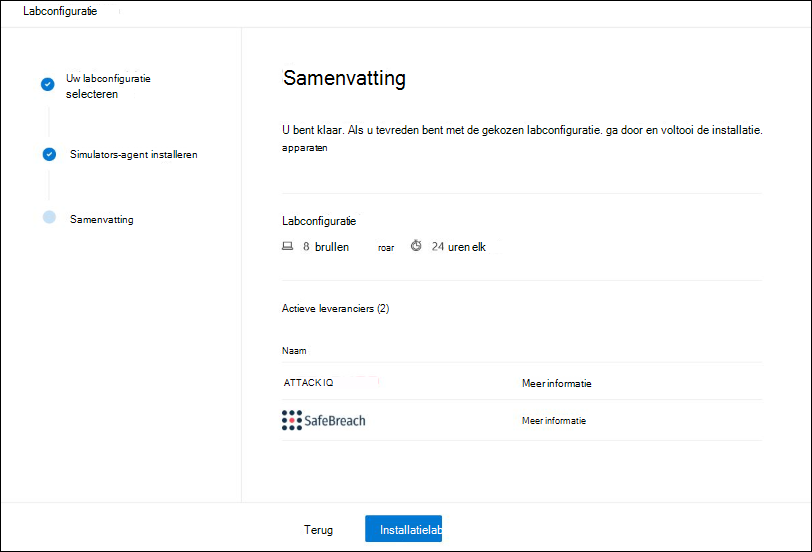 Labconfiguratie
Uw labconfiguratie
selecteren
Simulators-agent installeren
Samenvatting
Samenvatting
U bent klaar. Als u tevreden bent met de gekozen labconfiguratie. ga door en voltooi de installatie.
apparaten
Labconfiguratie
8 brullen roar 24 uren elk
Actieve leveranciers (2)
Naam
ATTACKIQ Meer informatie
SafeBreach Meer informatie
Terug Installatielab